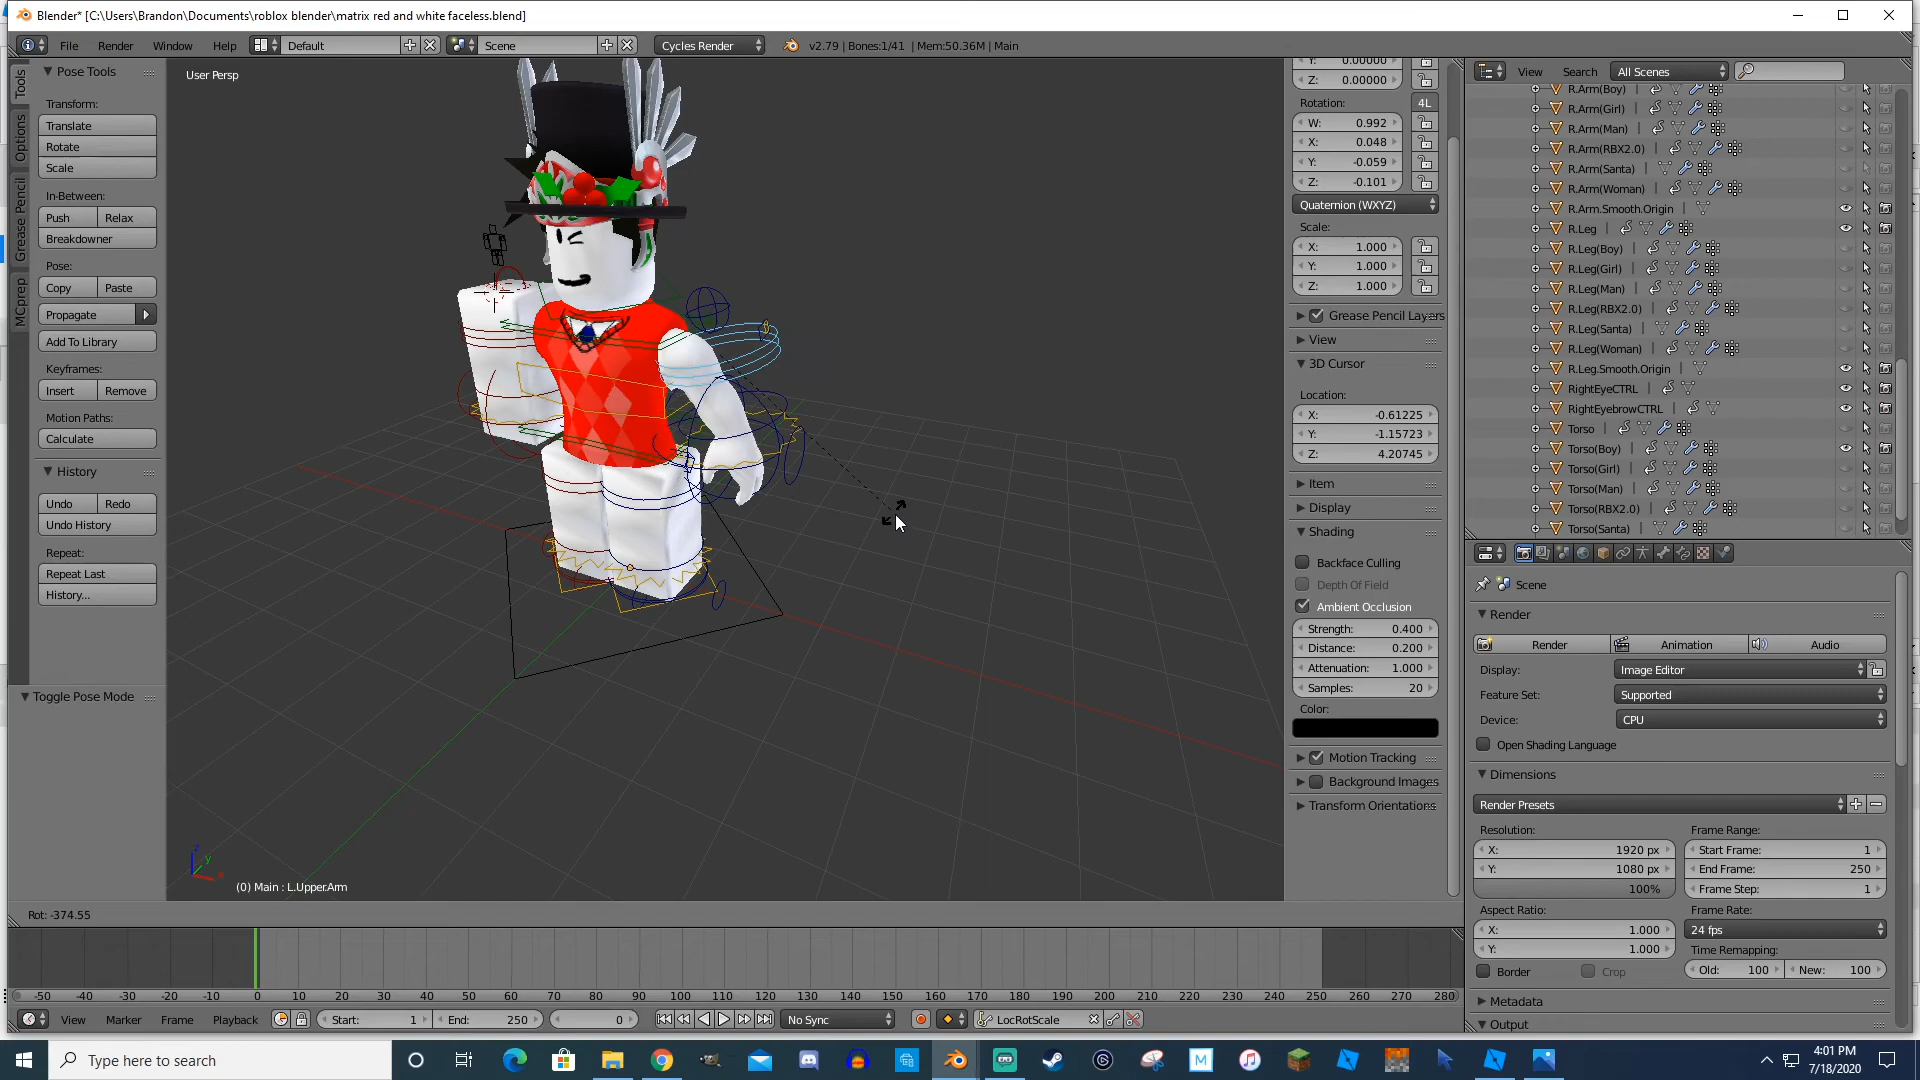 Blender* [C:\Users\Brandon\Documents\roblox blender\matrix red and white faceless.blend]
File Render Window Help Default Scene Cycles Render v2.79 | Bones:1/41 | Mem:50.36M | Main
Tools
Options
Grease Pencil
MCprep
Pose Tools
Transform:
Translate
Rotate
Scale
In-Between:
Push Relax
Breakdowner
Pose:
Copy Paste
Propagate
Add To Library
Keyframes:
Insert Remove
Motion Paths:
Calculate
History
Undo Redo
Undo History
Repeat:
Repeat Last
History...
Toggle Pose Mode
User Persp
(0) Main : L.Upper.Arm
Rot: -374.55
Y: 0.00000
Z: 0.00000
Rotation: 4L
W: 0.992
X: 0.048
Y: -0.059
Z: -0.101
Quaternion (WXYZ)
Scale:
X: 1.000
Y: 1.000
Z: 1.000
Grease Pencil Layers
View
3D Cursor
Location:
X: -0.61225
Y: -1.15723
Z: 4.20745
Item
Display
Shading
Backface Culling
Depth Of Field
Ambient Occlusion
Strength: 0.400
Distance: 0.200
Attenuation: 1.000
Samples: 20
Color:
Motion Tracking
Background Images
Transform Orientations
View Search All Scenes
R.Arm(Boy)
R.Arm(Girl)
R.Arm(Man)
R.Arm(RBX2.0)
R.Arm(Santa)
R.Arm(Woman)
R.Arm.Smooth.Origin
R.Leg
R.Leg(Boy)
R.Leg(Girl)
R.Leg(Man)
R.Leg(RBX2.0)
R.Leg(Santa)
R.Leg(Woman)
R.Leg.Smooth.Origin
RightEyeCTRL
RightEyebrowCTRL
Torso
Torso(Boy)
Torso(Girl)
Torso(Man)
Torso(RBX2.0)
Torso(Santa)
Scene
Render
Render Animation Audio
Display: Image Editor
Feature Set: Supported
Device: CPU
Open Shading Language
Dimensions
Render Presets
Resolution: Frame Range:
X: 1920 px Start Frame: 1
Y: 1080 px End Frame: 250
100% Frame Step: 1
Aspect Ratio: Frame Rate:
X: 1.000 24 fps
Y: 1.000 Time Remapping:
Border Crop Old: 100 New: 100
Metadata
Output
-50 -40 -30 -20 -10 0 10 20 30 40 50 60 70 80 90 100 110 120 130 140 150 160 170 180 190 200 210 220 230 240 250 260 270 280
View Marker Frame Playback Start: 1 End: 250 0 No Sync LocRotScale
Type here to search
4:01 PM
7/18/2020